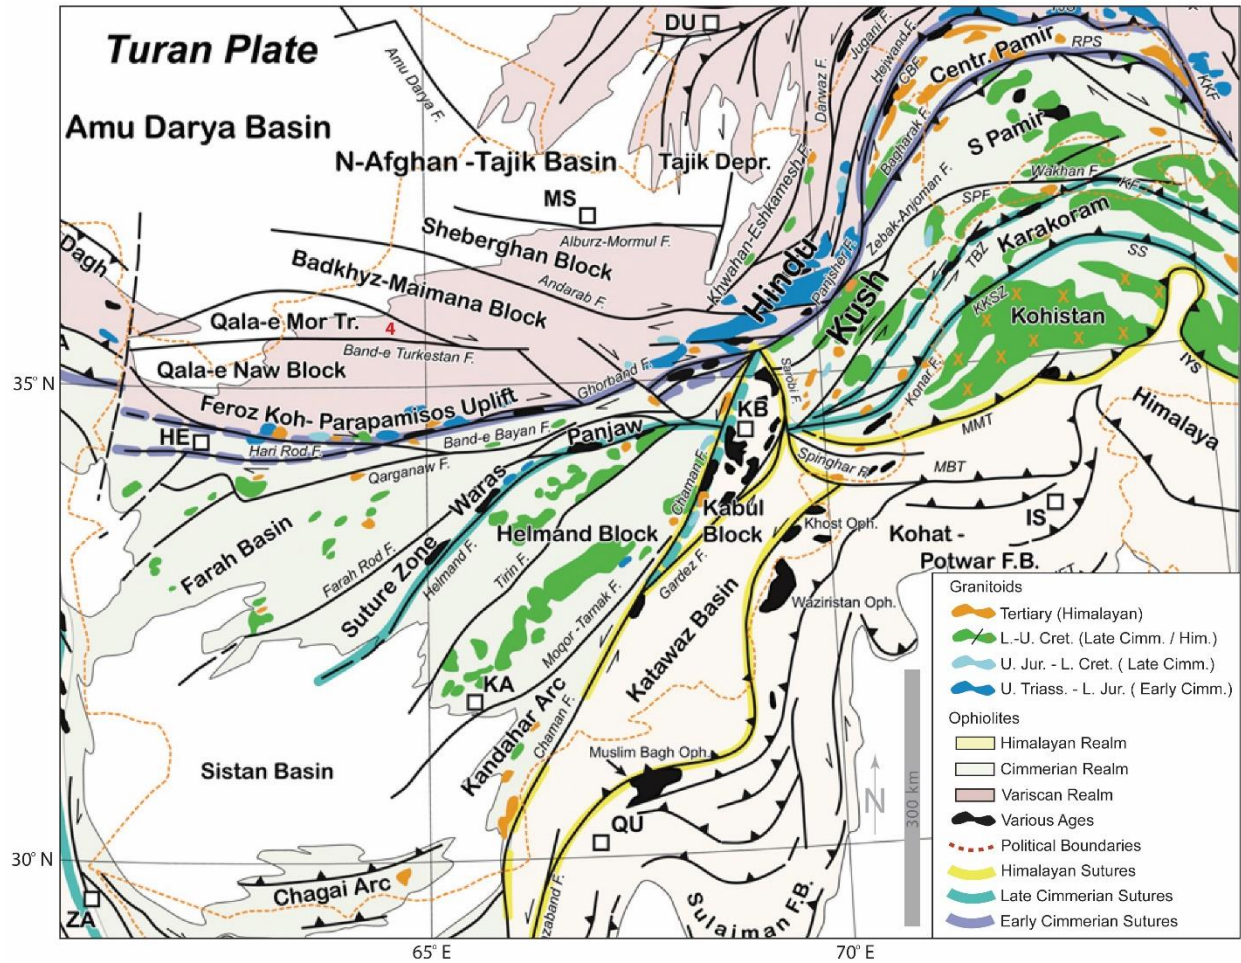 Turan Plate
Amu Darya Basin
Amu Darya F.
N-Afghan -Tajik Basin
Tajik Depr.
DU
MS
Darwaz F.
Jugani F.
Hejwand F.
CBF
Centr. Pamir
RPS
KKF
Bagharak F.
S Pamir
Wakhan F.
Zebak-Anjoman F.
SPF
KF
TBZ
Karakoram
SS
KKSZ
Kohistan
IYS
Khwahan-Eshkamesh F.
Alburz-Mormul F.
Sheberghan Block
Badkhyz-Maimana Block
Andarab F.
Dagh
Qala-e Mor Tr.
4
Band-e Turkestan F.
Qala-e Naw Block
Hindu
Kush
Panjsher F.
Sarobi F.
Konar F.
35° N
Ghorband F.
Feroz Koh- Parapamisos Uplift
HE
Hari Rod F.
Band-e Bayan F.
Qarganaw F.
Panjaw
Waras
Suture Zone
KB
MMT
Himalaya
Spinghar F.
MBT
IS
Chaman F.
Kabul
Block
Khost Oph.
Kohat -
Potwar F.B.
Farah Basin
Farah Rod F.
Helmand F.
Helmand Block
Tirin F.
Gardez F.
Moqor -Tarnak F.
Waziristan Oph.
Katawaz Basin
KA
Kandahar Arc
Chaman F.
Sistan Basin
Muslim Bagh Oph.
QU
30° N
Chagai Arc
ZA
Sulaiman F.B.
N
300 km
65° E
70° E
Granitoids
Tertiary (Himalayan)
L.-U. Cret. (Late Cimm. / Him.)
U. Jur. - L. Cret. ( Late Cimm.)
U. Triass. - L. Jur. ( Early Cimm.)
Ophiolites
Himalayan Realm
Cimmerian Realm
Variscan Realm
Various Ages
Political Boundaries
Himalayan Sutures
Late Cimmerian Sutures
Early Cimmerian Sutures